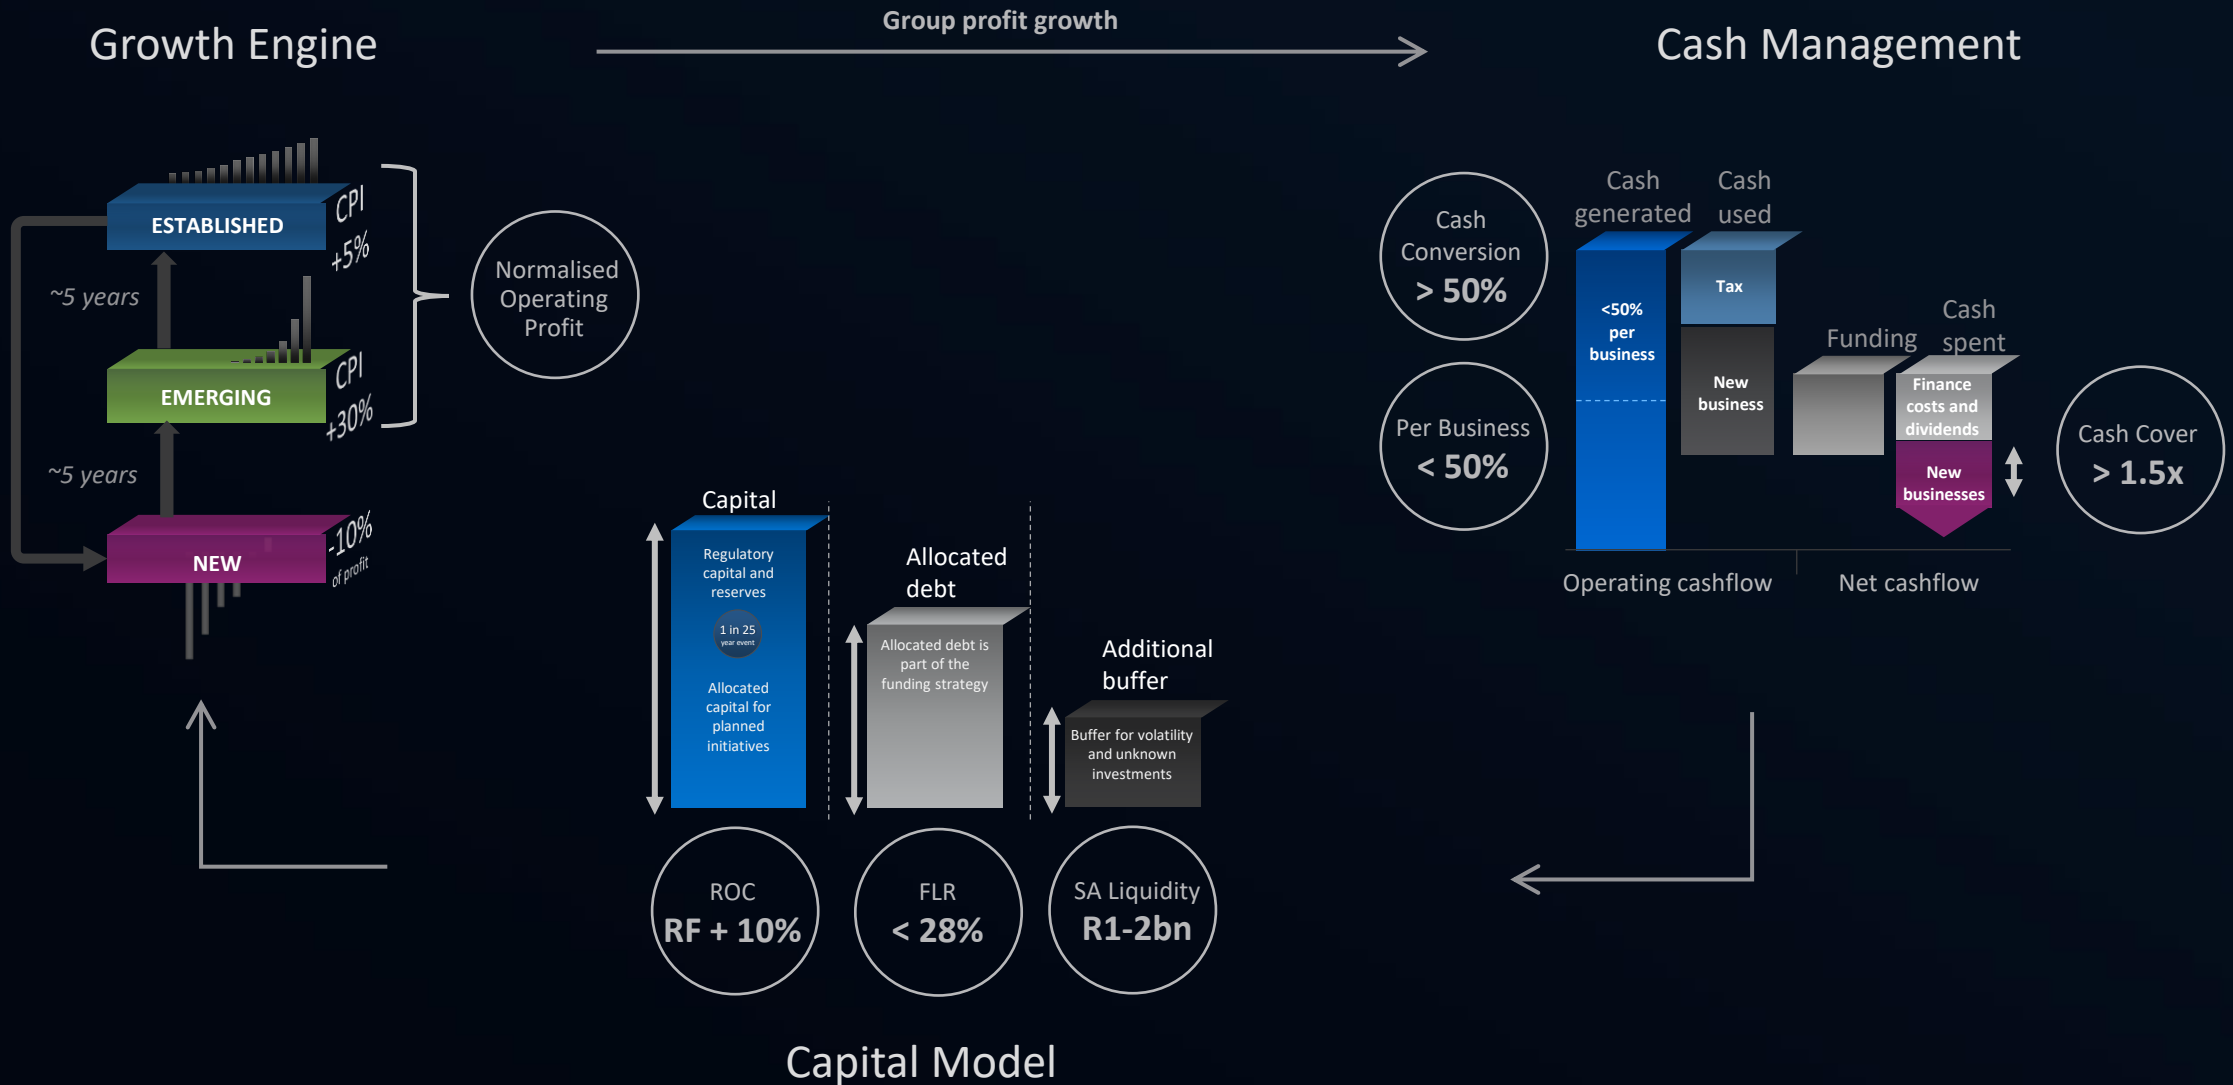 Growth Engine
Group profit growth
Cash Management
ESTABLISHED
CPI
+5%
~5 years
EMERGING
CPI
+30%
~5 years
NEW
-10%
of profit
Normalised
Operating
Profit
Cash
Conversion
> 50%
Per Business
< 50%
Cash
generated
Cash
used
<50%
per
business
Tax
New
business
Funding
Cash
spent
Finance
costs and
dividends
New
businesses
Cash Cover
> 1.5x
Operating cashflow
Net cashflow
Capital
Regulatory
capital and
reserves
1 in 25
year event
Allocated
capital for
planned
initiatives
Allocated
debt
Allocated debt is
part of the
funding strategy
Additional
buffer
Buffer for volatility
and unknown
investments
ROC
RF + 10%
FLR
< 28%
SA Liquidity
R1-2bn
Capital Model